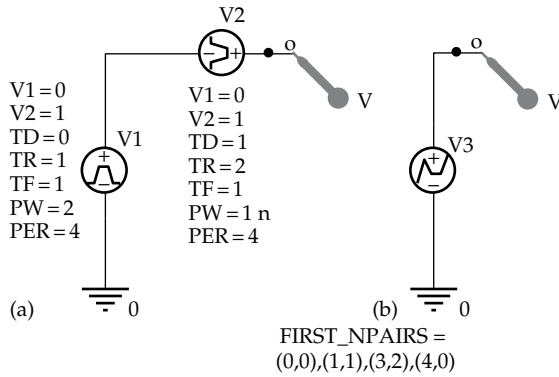 V2
o
V
V1=0
V2=1
TD=0
TR=1
TF=1
PW=2
PER=4
V1
V1=0
V2=1
TD=1
TR=2
TF=1
PW=1 n
PER=4
(a)
0
o
V
V3
(b)
0
FIRST_NPAIRS=
(0,0),(1,1),(3,2),(4,0)